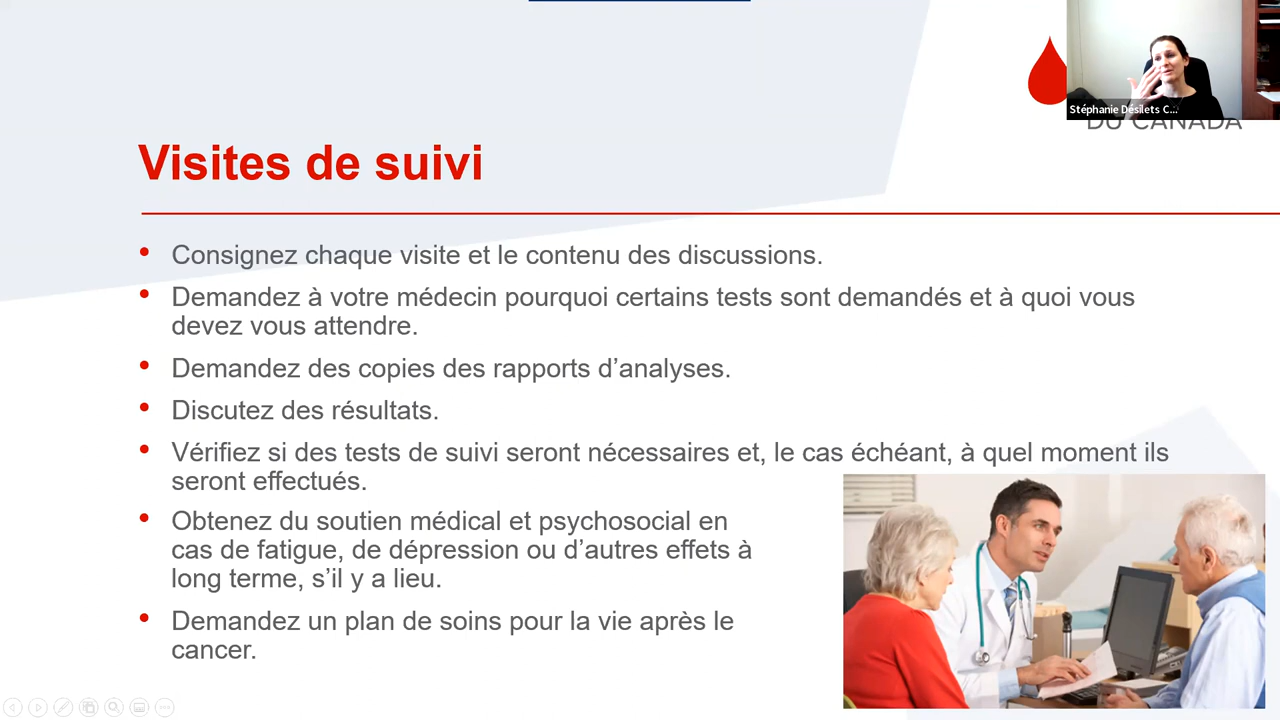 Stéphanie Désilets C...
DU CANADA
Visites de suivi
• Consignez chaque visite et le contenu des discussions.
• Demandez à votre médecin pourquoi certains tests sont demandés et à quoi vous
devez vous attendre.
• Demandez des copies des rapports d’analyses.
• Discutez des résultats.
• Vérifiez si des tests de suivi seront nécessaires et, le cas échéant, à quel moment ils
seront effectués.
• Obtenez du soutien médical et psychosocial en
cas de fatigue, de dépression ou d’autres effets à
long terme, s’il y a lieu.
• Demandez un plan de soins pour la vie après le
cancer.